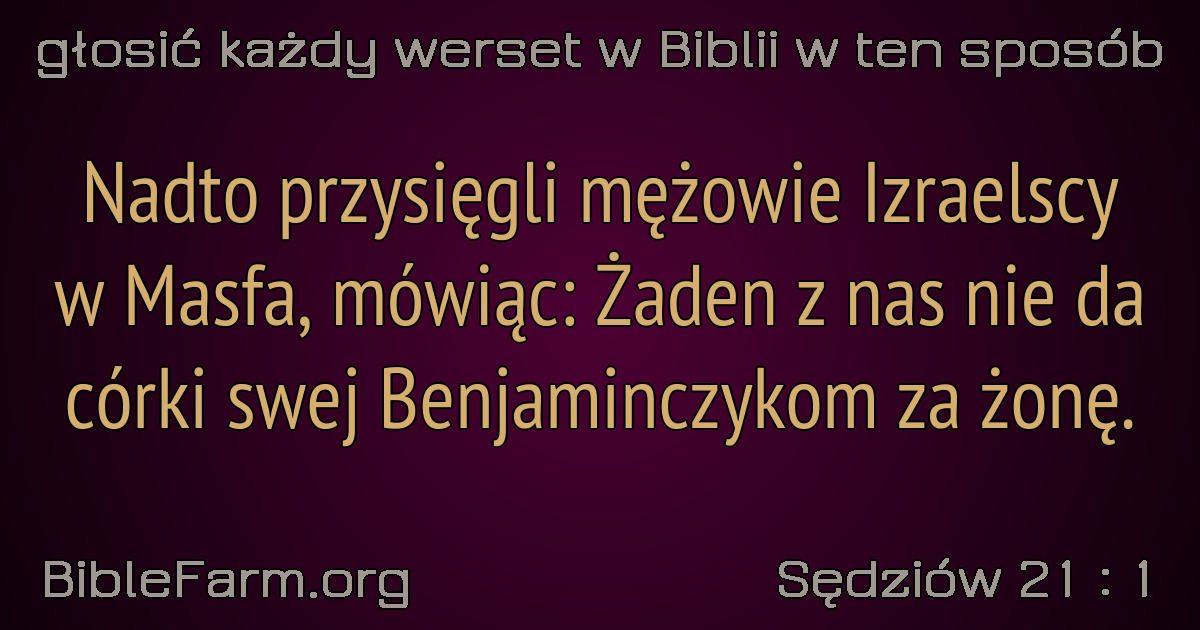 głosić każdy werset w Biblii w ten sposób
Nadto przysięgli mężowie Izraelscy
w Masfa, mówiąc: Żaden z nas nie da
córki swej Benjaminczykom za żonę.
BibleFarm.org
Sędziów 21 : 1